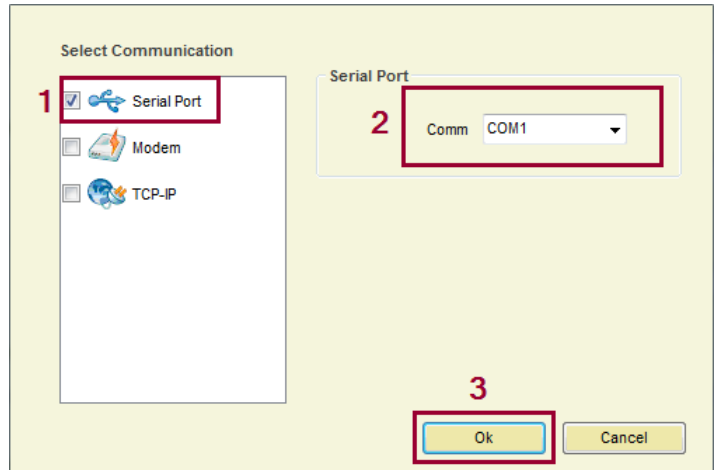 Select Communication
1
Serial Port
Modem
TCP-IP
Serial Port
2
Comm COM1
3
Ok
Cancel